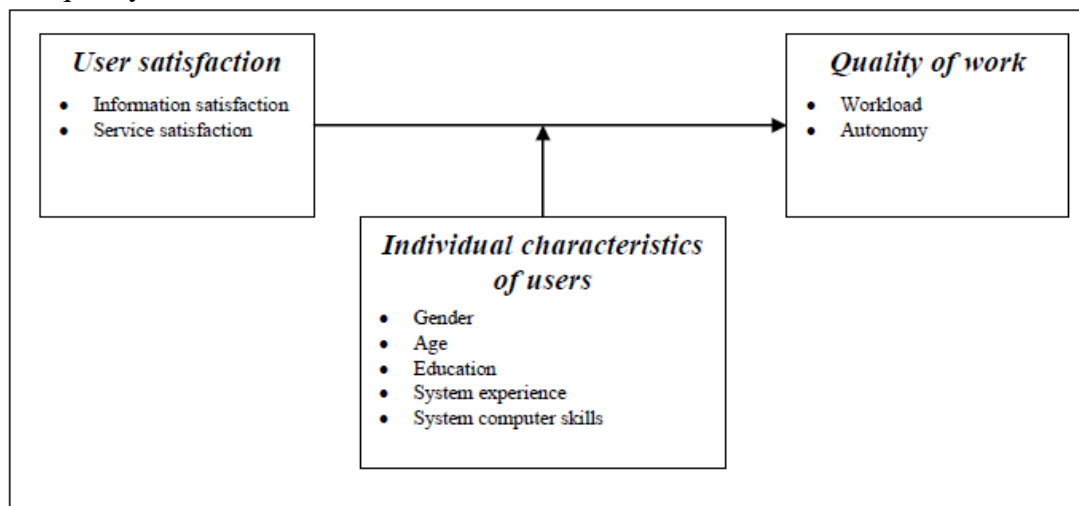 User satisfaction
• Information satisfaction
• Service satisfaction
Quality of work
• Workload
• Autonomy
Individual characteristics
of users
• Gender
• Age
• Education
• System experience
• System computer skills